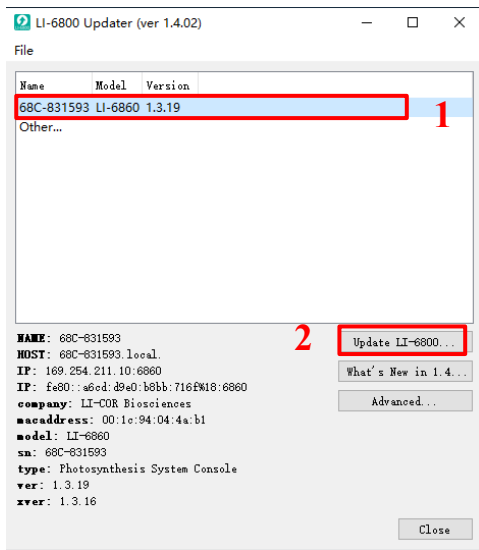 LI-6800 Updater (ver 1.4.02)
File
Name Model Version
68C-831593 LI-6860 1.3.19
1
Other...
NAME: 68C-831593
2
Update LI-6800...
HOST: 68C-831593.local.
IP: 169.254.211.10:6860
What's New in 1.4...
IP: fe80::a6cd:d9e0:b8bb:716f%18:6860
company: LI-COR Biosciences
Advanced...
macaddress: 00:1c:94:04:4a:b1
model: LI-6860
sn: 68C-831593
type: Photosynthesis System Console
ver: 1.3.19
xver: 1.3.16
Close